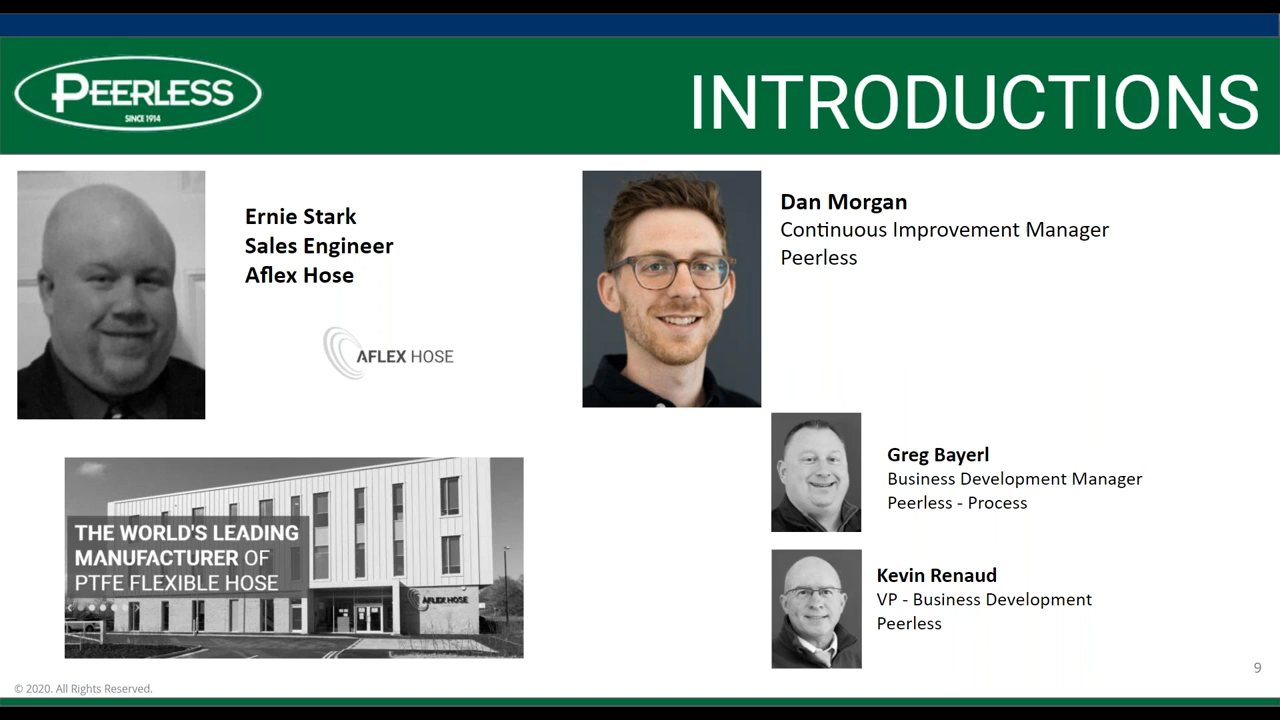 PEERLESS
SINCE 1914
INTRODUCTIONS
Ernie Stark
Sales Engineer
Aflex Hose
AFLEX HOSE
THE WORLD'S LEADING
MANUFACTURER OF
PTFE FLEXIBLE HOSE
AFLEX HOSE
Dan Morgan
Continuous Improvement Manager
Peerless
Greg Bayerl
Business Development Manager
Peerless - Process
Kevin Renaud
VP - Business Development
Peerless
9
© 2020. All Rights Reserved.